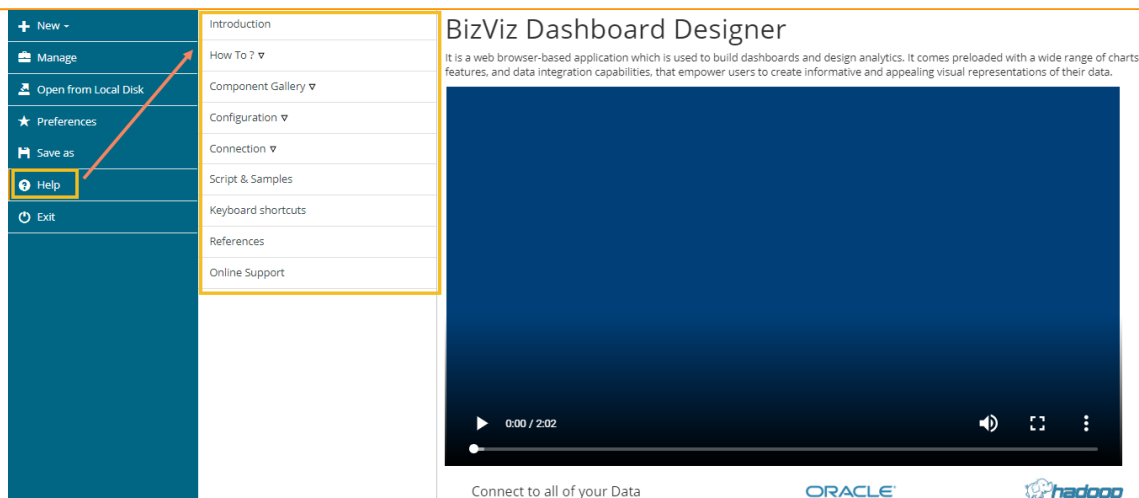 New
Manage
Open from Local Disk
Preferences
Save as
Help
Exit
Introduction
How To ?
Component Gallery
Configuration
Connection
Script & Samples
Keyboard shortcuts
References
Online Support
BizViz Dashboard Designer
It is a web browser-based application which is used to build dashboards and design analytics. It comes preloaded with a wide range of charts
features, and data integration capabilities, that empower users to create informative and appealing visual representations of their data.
0:00 / 2:02
Connect to all of your Data
ORACLE
hadoop